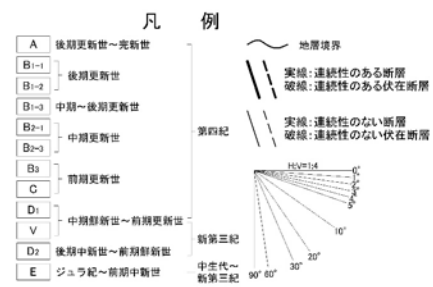 凡 例
A 後期更新世～完新世
B1-1
B1-2
後期更新世
B1-3 中期～後期更新世
B2-1
B2-3
中期更新世
B3
C
前期更新世
D1
V
中期鮮新世～前期更新世
D2 後期中新世～前期鮮新世
E ジュラ紀～前期中新世
第四紀
新第三紀
中生代～
新第三紀
地層境界
実線：連続性のある断層
破線：連続性のある伏在断層
実線：連続性のない断層
破線：連続性のない伏在断層
H:V=1:4
0°
1°
2°
3°
4°
5°
10°
20°
30°
60°
90°